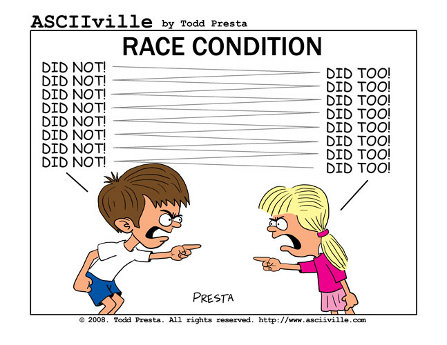 ASCIIville by Todd Presta
RACE CONDITION
DID NOT!
DID NOT!
DID NOT!
DID NOT!
DID NOT!
DID NOT!
DID NOT!
DID NOT!
DID TOO!
DID TOO!
DID TOO!
DID TOO!
DID TOO!
DID TOO!
DID TOO!
DID TOO!
PRESTA
© 2008. Todd Presta. All rights reserved. http://www.asciiville.com